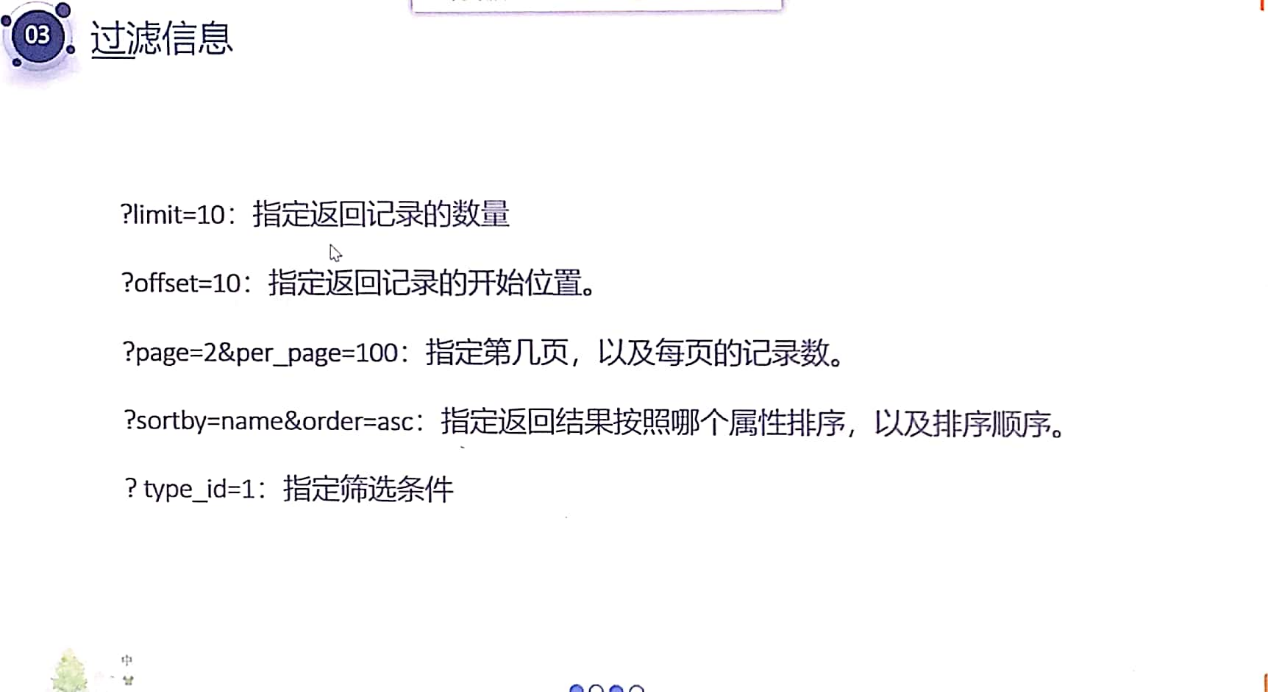 03
过滤信息
?limit=10：指定返回记录的数量
?offset=10：指定返回记录的开始位置。
?page=2&per_page=100：指定第几页，以及每页的记录数。
?sortby=name&order=asc：指定返回结果按照哪个属性排序，以及排序顺序。
? type_id=1：指定筛选条件
中